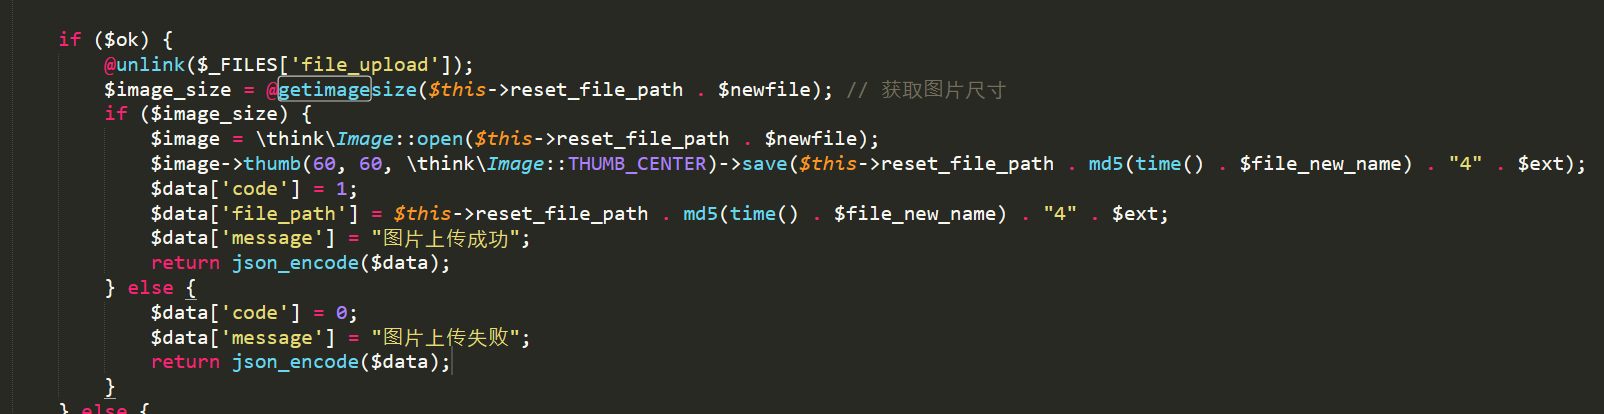 if ($ok) {
@unlink($_FILES['file_upload']);
$image_size = @getimagesize($this->reset_file_path . $newfile); // 获取图片尺寸
if ($image_size) {
$image = \think\Image::open($this->reset_file_path . $newfile);
$image->thumb(60, 60, \think\Image::THUMB_CENTER)->save($this->reset_file_path . md5(time() . $file_new_name) . "4" . $ext);
$data['code'] = 1;
$data['file_path'] = $this->reset_file_path . md5(time() . $file_new_name) . "4" . $ext;
$data['message'] = "图片上传成功";
return json_encode($data);
} else {
$data['code'] = 0;
$data['message'] = "图片上传失败";
return json_encode($data);
}
} else {